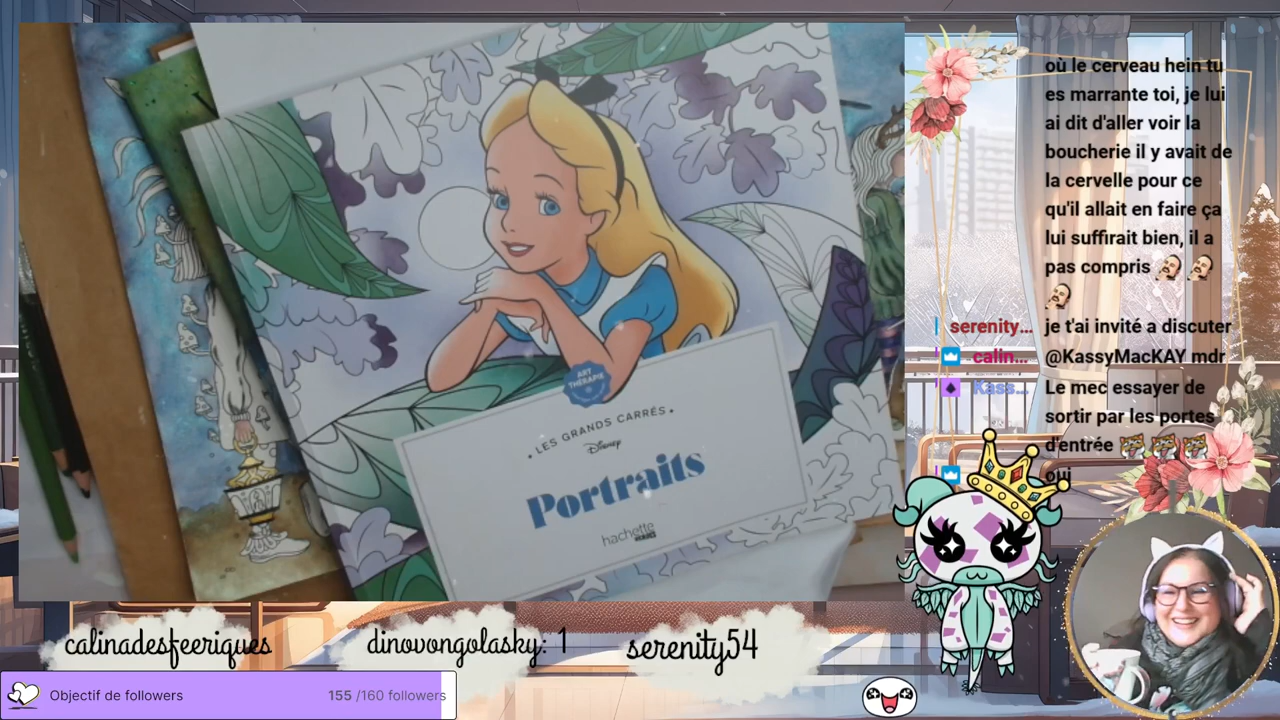 ART
THÉRAPIE
LES GRANDS CARRÉS
Disney
Portraits
hachette
où le cerveau hein tu
es marrante toi, je lui
ai dit d'aller voir la
boucherie il y avait de
la cervelle pour ce
qu'il allait en faire ça
lui suffirait bien, il a
pas compris
serenity... je t'ai invité a discuter
calin... @KassyMacKAY mdr
Kass... Le mec essayer de
sortir par les portes
d'entrée
oui
calinadesfeeriques
dinovongolasky: 1
serenity54
Objectif de followers 155 /160 followers